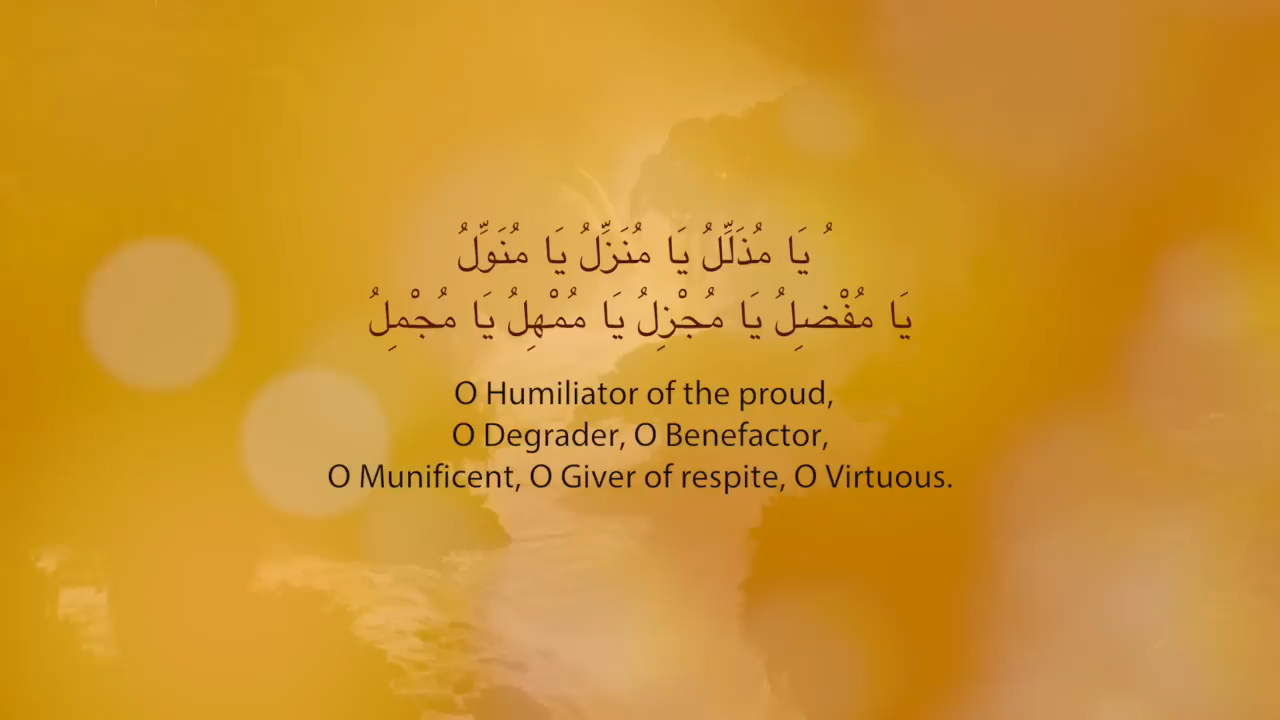 ُ يَا مُذَلِّلُ يَا مُنَزِّلُ يَا مُنَوِّلُ
يَا مُفْضِلُ يَا مُجْزِلُ يَا مُمْهِلُ يَا مُجْمِلُ
O Humiliator of the proud,
O Degrader, O Benefactor,
O Munificent, O Giver of respite, O Virtuous.